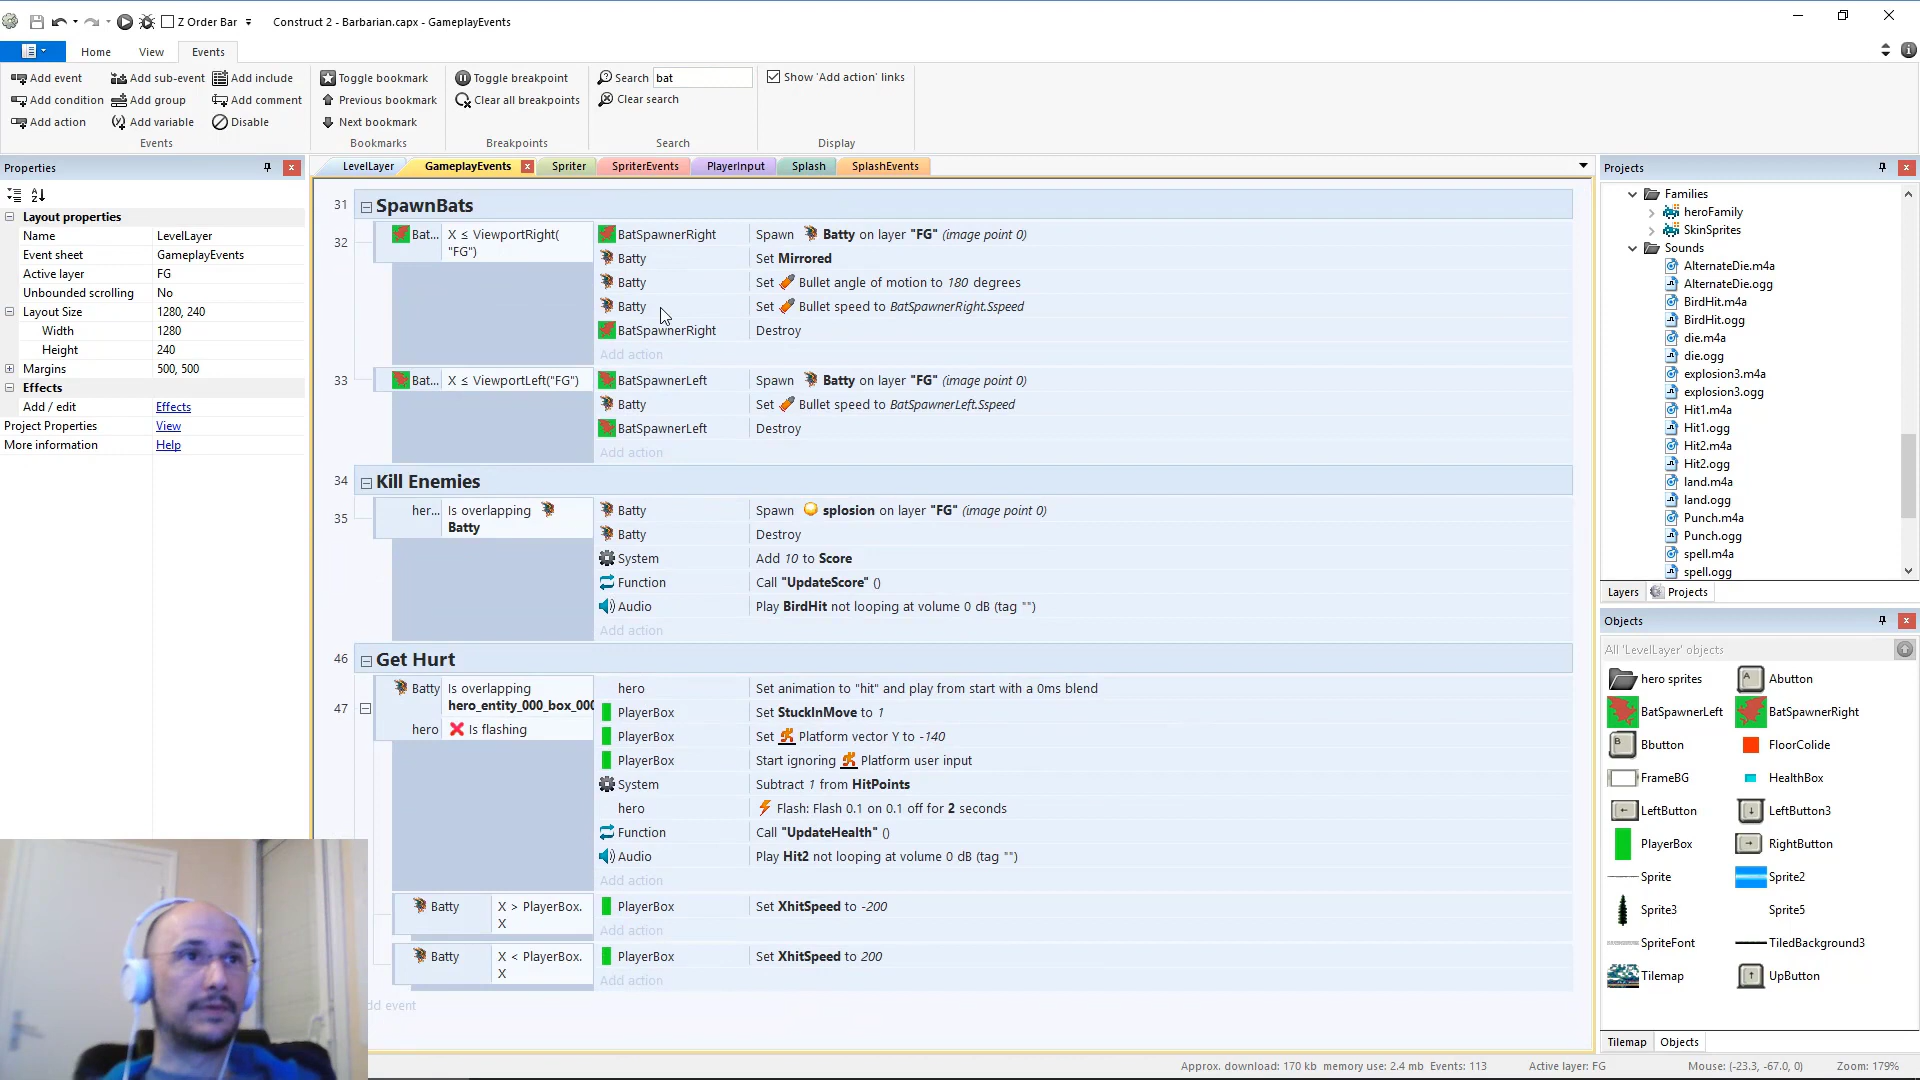 Z Order Bar
Construct 2 - Barbarian.capx - GameplayEvents
Home View Events
Add event Add sub-event Add include
Add condition Add group Add comment
Add action Add variable Disable
Events
Toggle bookmark
Previous bookmark
Next bookmark
Bookmarks
Toggle breakpoint
Clear all breakpoints
Breakpoints
Search bat
Clear search
Search
Show 'Add action' links
Display
Properties
Layout properties
Name LevelLayer
Event sheet GameplayEvents
Active layer FG
Unbounded scrolling No
Layout Size 1280, 240
Width 1280
Height 240
Margins 500, 500
Effects
Add / edit Effects
Project Properties View
More information Help
LevelLayer GameplayEvents x Spriter SpriterEvents PlayerInput Splash SplashEvents
31 SpawnBats
32 Bat... X ≤ ViewportRight(
"FG")
BatSpawnerRight Spawn Batty on layer "FG" (image point 0)
Batty Set Mirrored
Batty Set Bullet angle of motion to 180 degrees
Batty Set Bullet speed to BatSpawnerRight.Sspeed
BatSpawnerRight Destroy
Add action
33 Bat... X ≤ ViewportLeft("FG")
BatSpawnerLeft Spawn Batty on layer "FG" (image point 0)
Batty Set Bullet speed to BatSpawnerLeft.Sspeed
BatSpawnerLeft Destroy
Add action
34 Kill Enemies
35 her... Is overlapping
Batty
Batty Spawn splosion on layer "FG" (image point 0)
Batty Destroy
System Add 10 to Score
Function Call "UpdateScore" ()
Audio Play BirdHit not looping at volume 0 dB (tag "")
Add action
46 Get Hurt
47 Batty Is overlapping
hero_entity_000_box_000
hero Is flashing
hero Set animation to "hit" and play from start with a 0ms blend
PlayerBox Set StuckInMove to 1
PlayerBox Set Platform vector Y to -140
PlayerBox Start ignoring Platform user input
System Subtract 1 from HitPoints
hero Flash: Flash 0.1 on 0.1 off for 2 seconds
Function Call "UpdateHealth" ()
Audio Play Hit2 not looping at volume 0 dB (tag "")
Add action
Batty X > PlayerBox.
X
PlayerBox Set XhitSpeed to -200
Add action
Batty X < PlayerBox.
X
PlayerBox Set XhitSpeed to 200
Add action
dd event
Projects
Families
heroFamily
SkinSprites
Sounds
AlternateDie.m4a
AlternateDie.ogg
BirdHit.m4a
BirdHit.ogg
die.m4a
die.ogg
explosion3.m4a
explosion3.ogg
Hit1.m4a
Hit1.ogg
Hit2.m4a
Hit2.ogg
land.m4a
land.ogg
Punch.m4a
Punch.ogg
spell.m4a
spell.ogg
Layers Projects
Objects
All 'LevelLayer' objects
hero sprites A Abutton
BatSpawnerLeft BatSpawnerRight
B Bbutton FloorColide
FrameBG HealthBox
LeftButton LeftButton3
PlayerBox RightButton
Sprite Sprite2
Sprite3 Sprite5
SpriteFont TiledBackground3
Tilemap UpButton
Tilemap Objects
Approx. download: 170 kb memory use: 2.4 mb Events: 113 Active layer: FG Mouse: (-23.3, -67.0, 0) Zoom: 179%